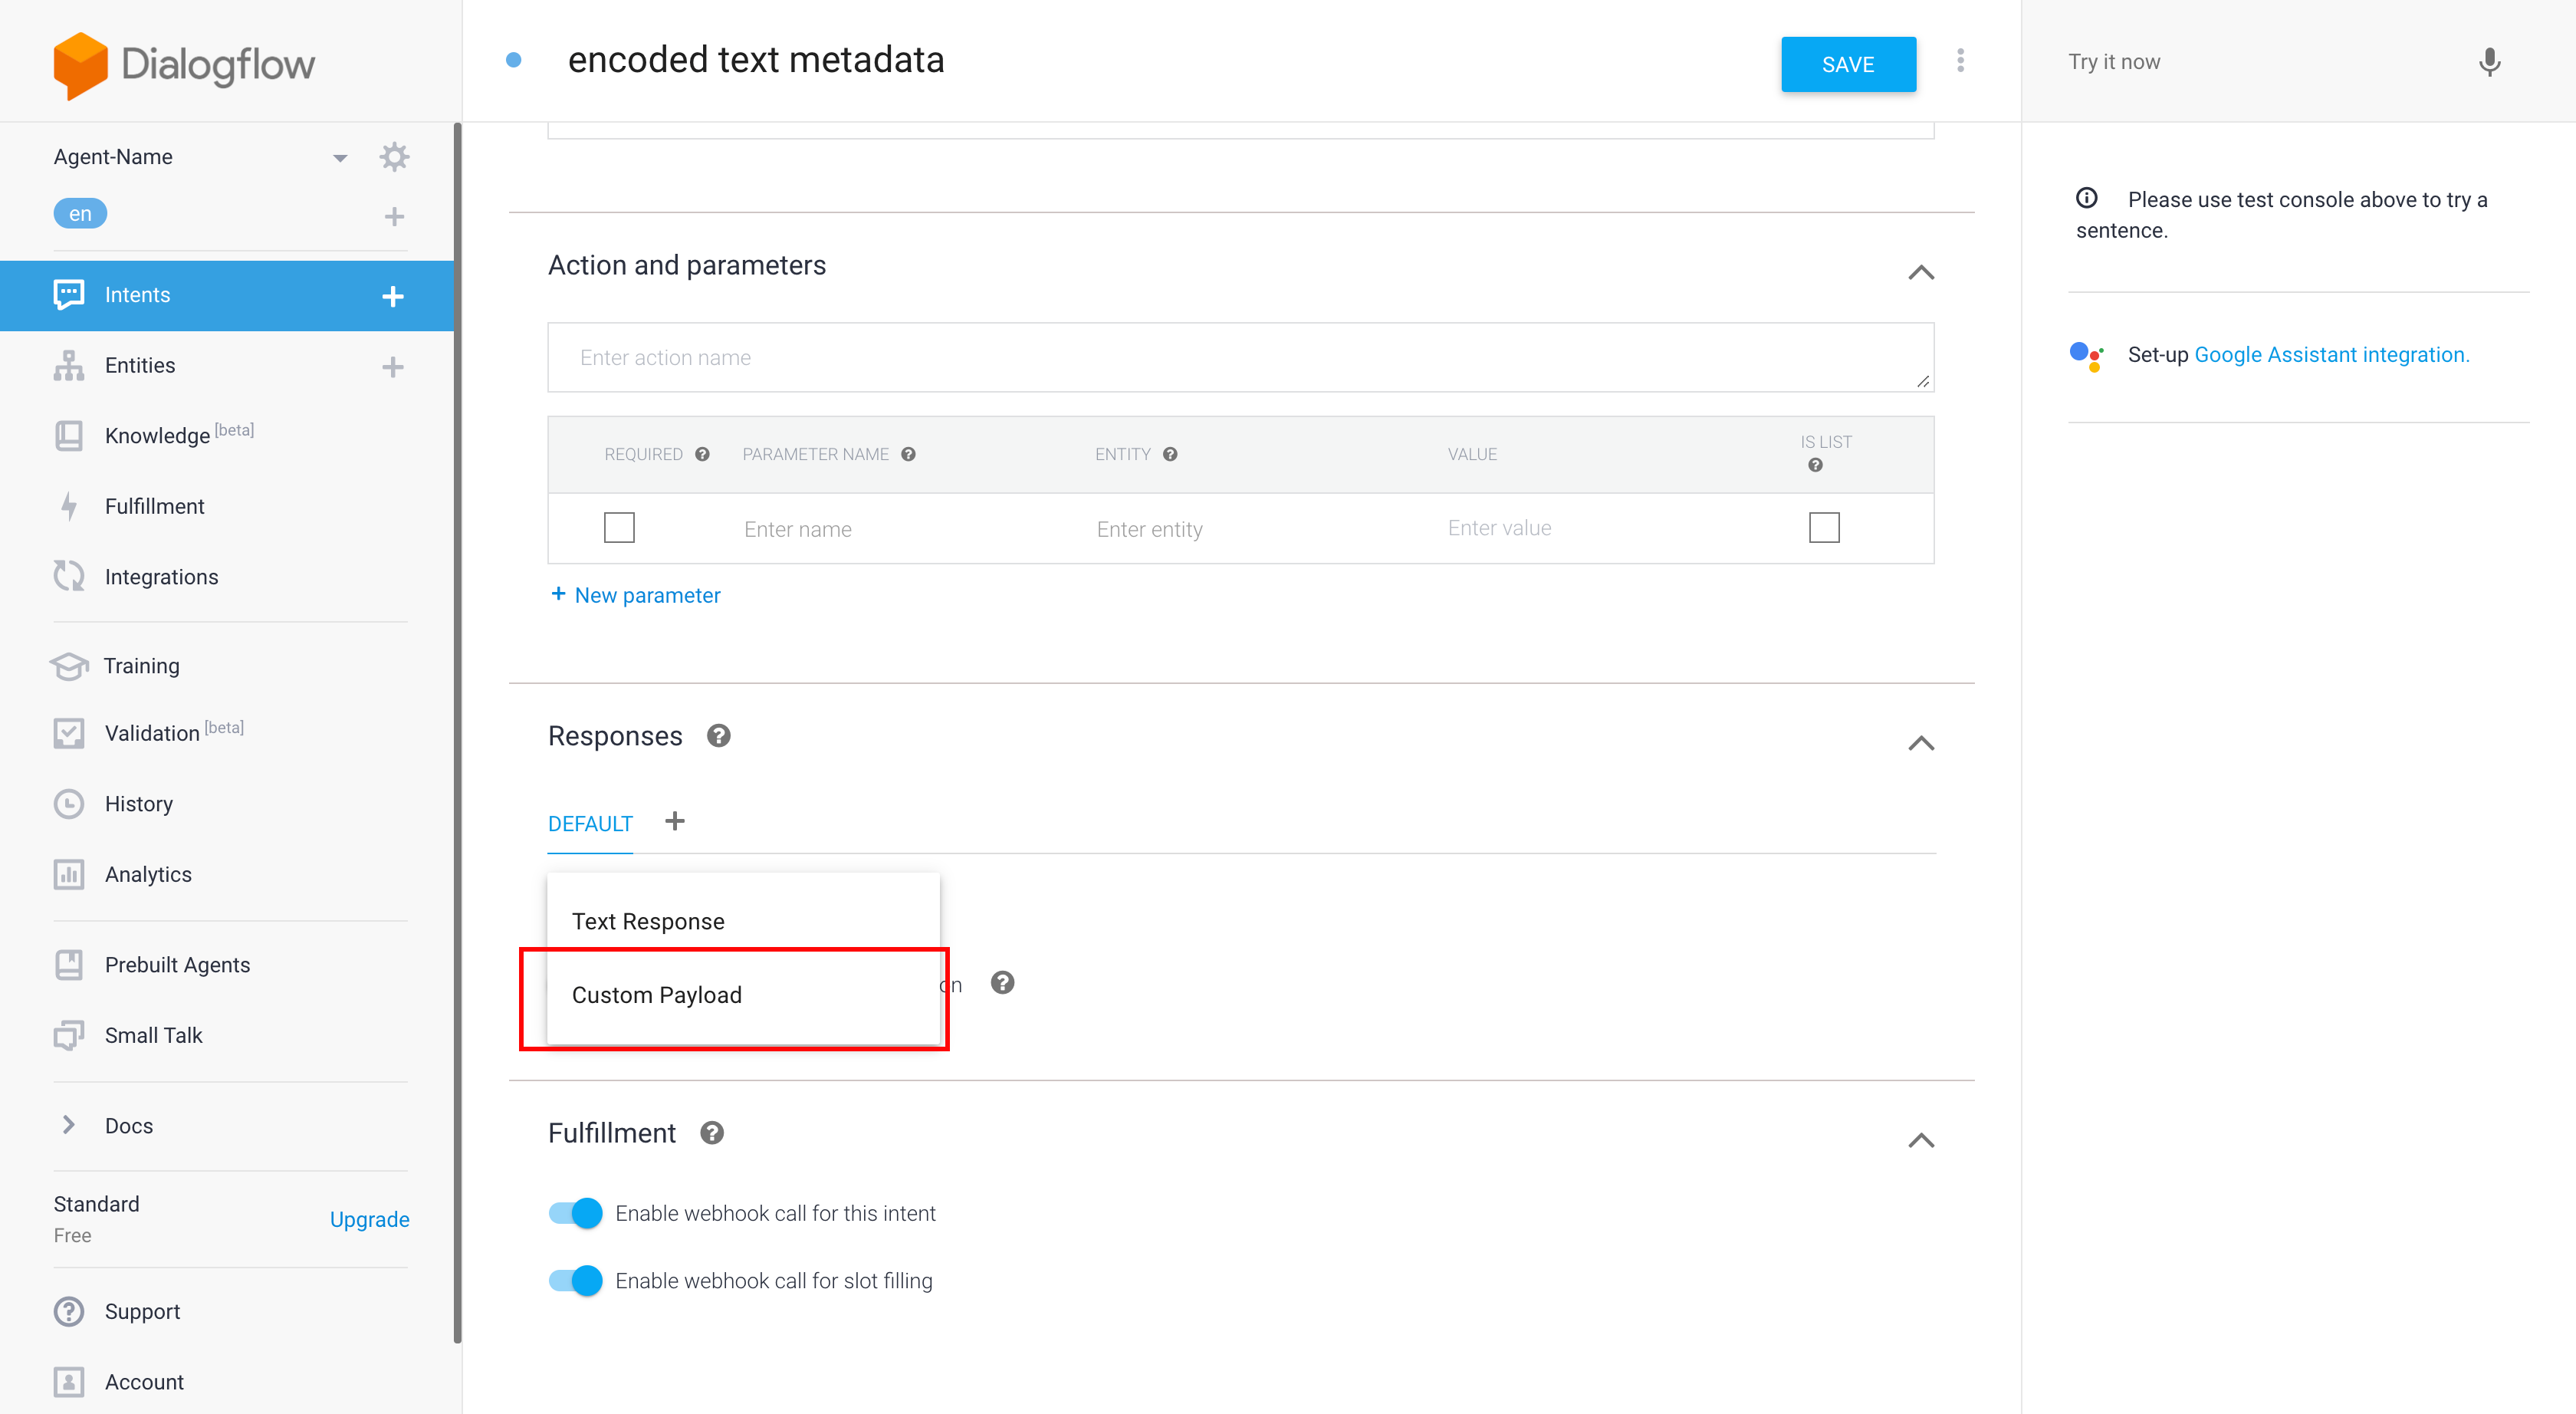 Dialogflow
Agent-Name
en
Intents
Entities
Knowledge [beta]
Fulfillment
Integrations
Training
Validation [beta]
History
Analytics
Prebuilt Agents
Small Talk
Docs
Standard
Free
Upgrade
Support
Account
encoded text metadata
SAVE
Action and parameters
Enter action name
REQUIRED PARAMETER NAME ENTITY VALUE IS LIST
Enter name Enter entity Enter value
+ New parameter
Responses
DEFAULT +
Text Response
Custom Payload
Fulfillment
Enable webhook call for this intent
Enable webhook call for slot filling
Try it now
Please use test console above to try a
sentence.
Set-up Google Assistant integration.